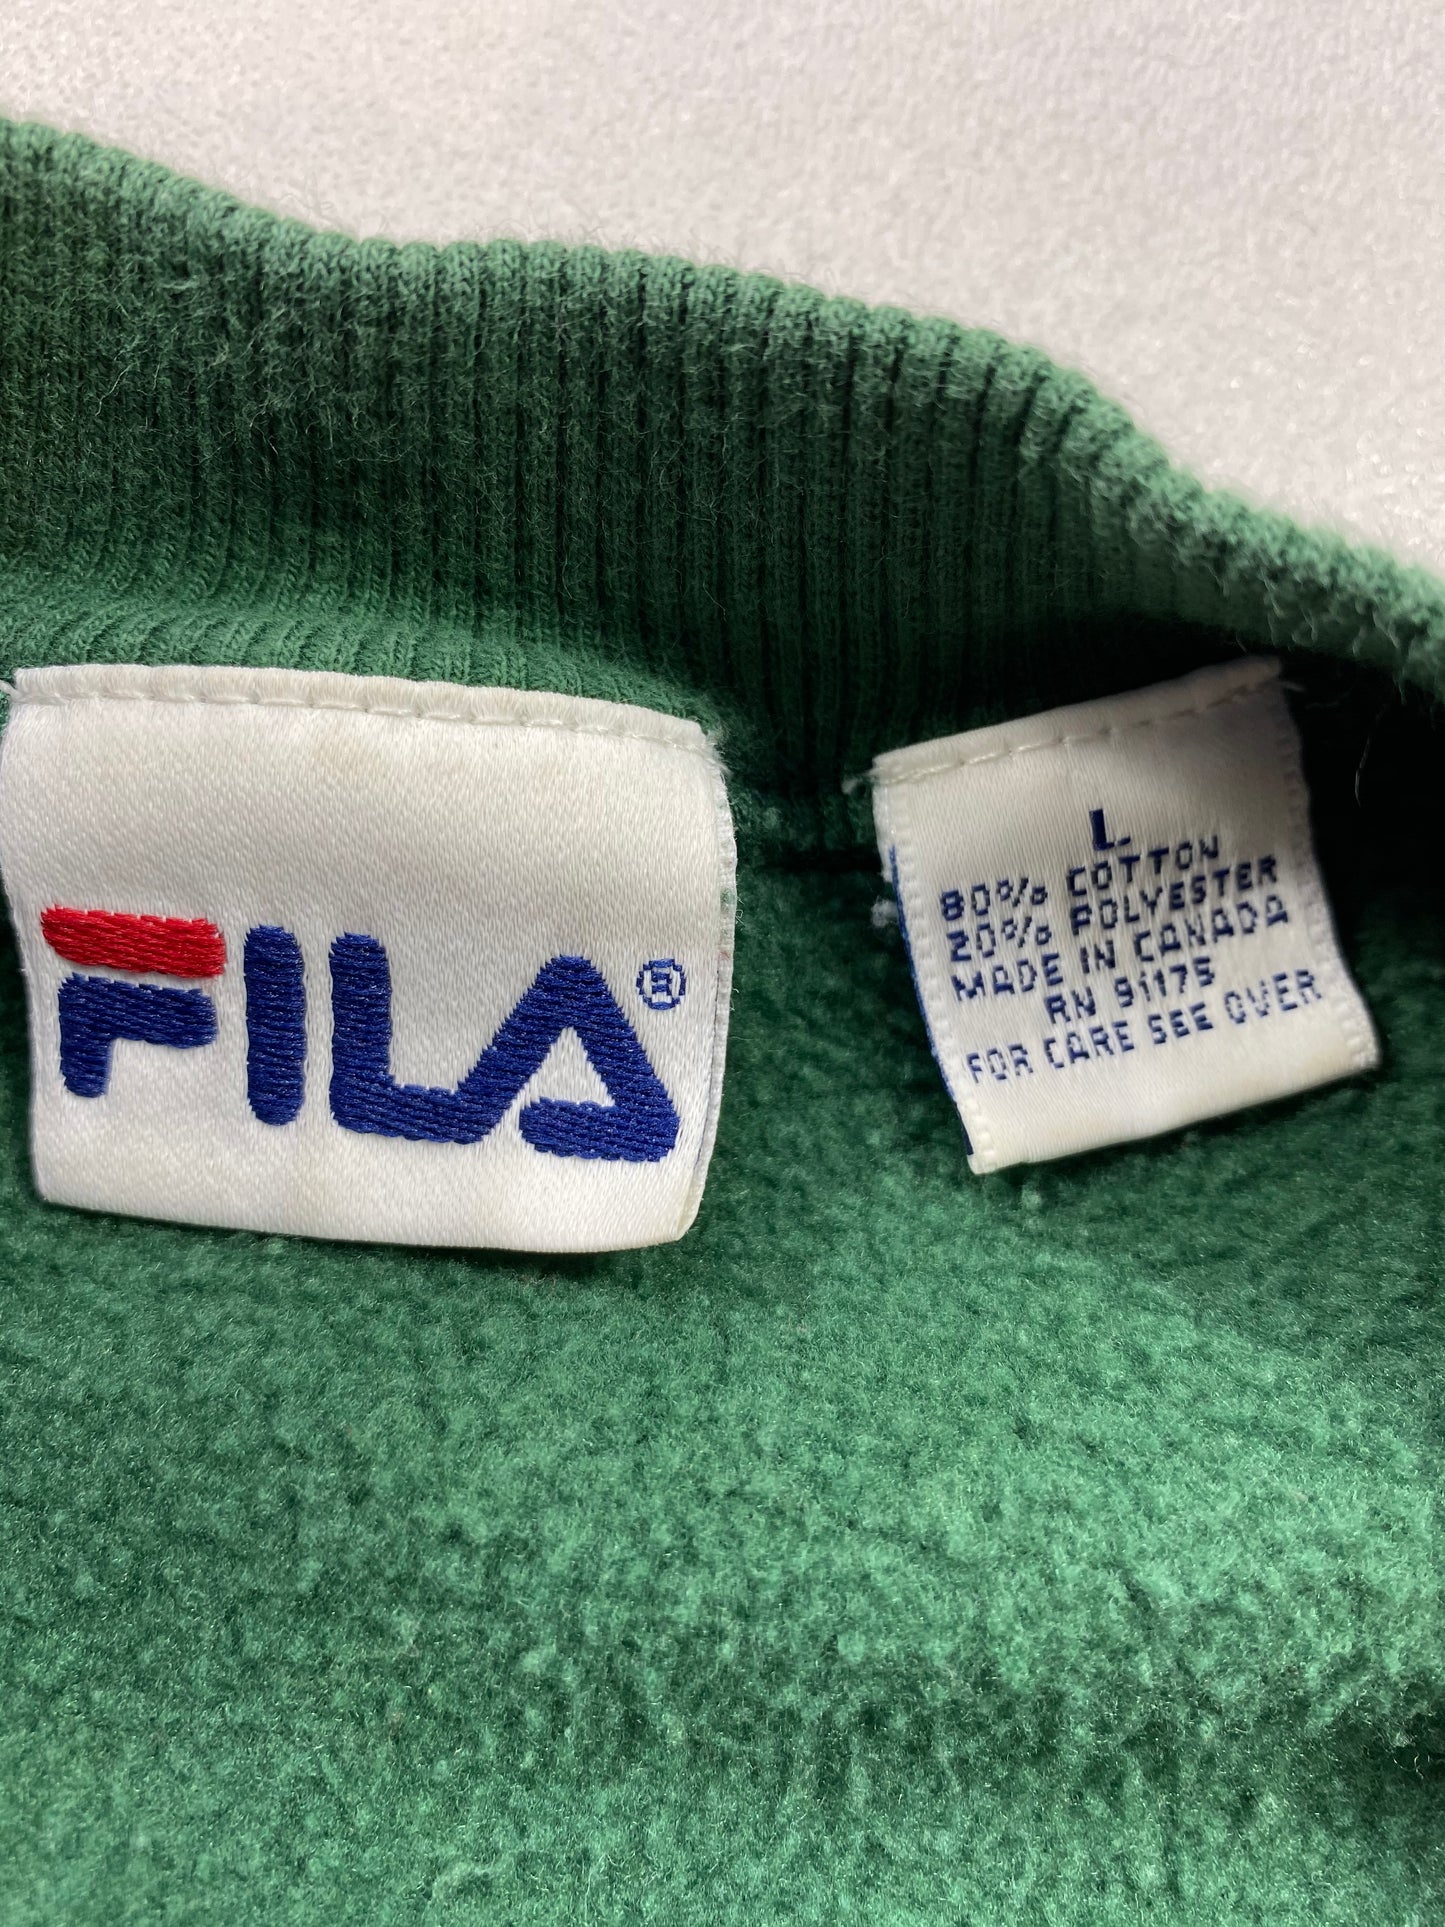 FILA®
L
80% COTTON
20% POLYESTER
MADE IN CANADA
RN 91175
FOR CARE SEE OVER